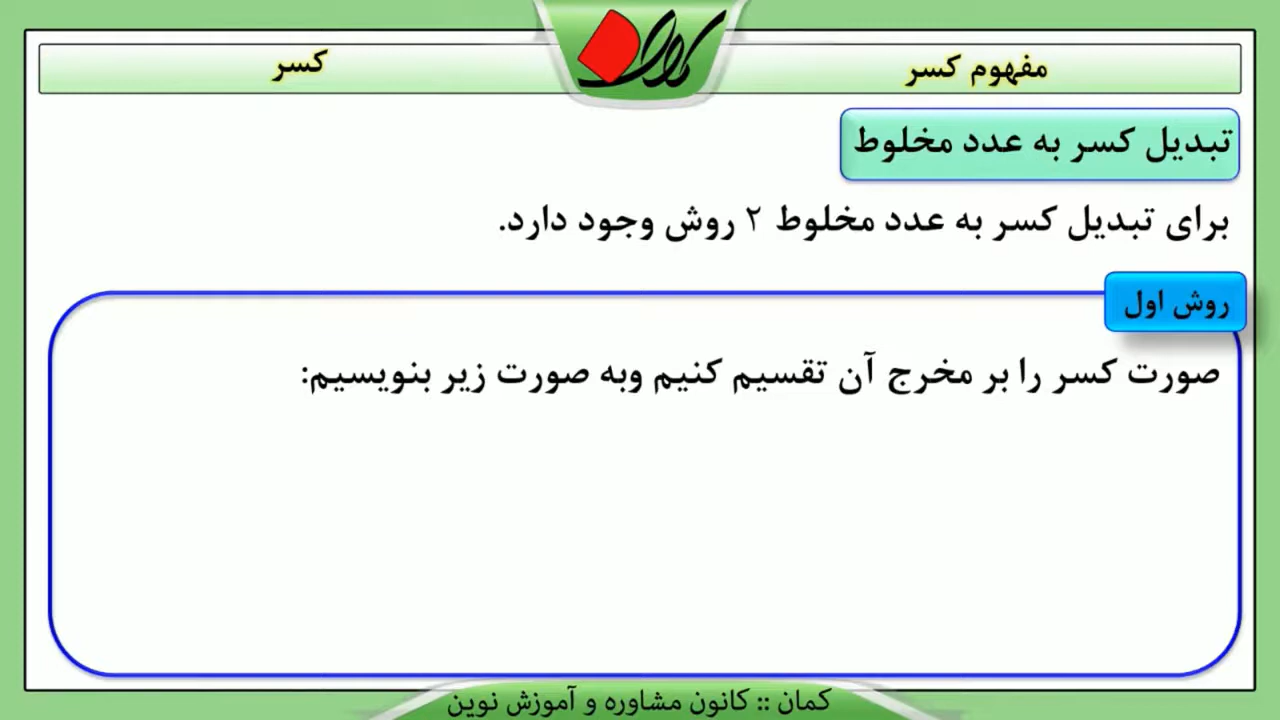 کمان
مفهوم کسر
کسر
تبدیل کسر به عدد مخلوط
برای تبدیل کسر به عدد مخلوط ۲ روش وجود دارد.
روش اول
صورت کسر را بر مخرج آن تقسیم کنیم وبه صورت زیر بنویسیم:
کمان :: کانون مشاوره و آموزش نوین